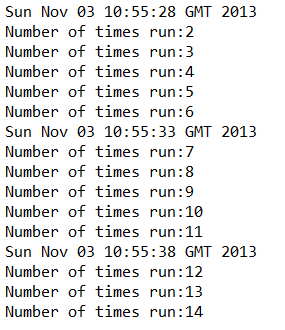 Sun Nov 03 10:55:28 GMT 2013
Number of times run:2
Number of times run:3
Number of times run:4
Number of times run:5
Number of times run:6
Sun Nov 03 10:55:33 GMT 2013
Number of times run:7
Number of times run:8
Number of times run:9
Number of times run:10
Number of times run:11
Sun Nov 03 10:55:38 GMT 2013
Number of times run:12
Number of times run:13
Number of times run:14